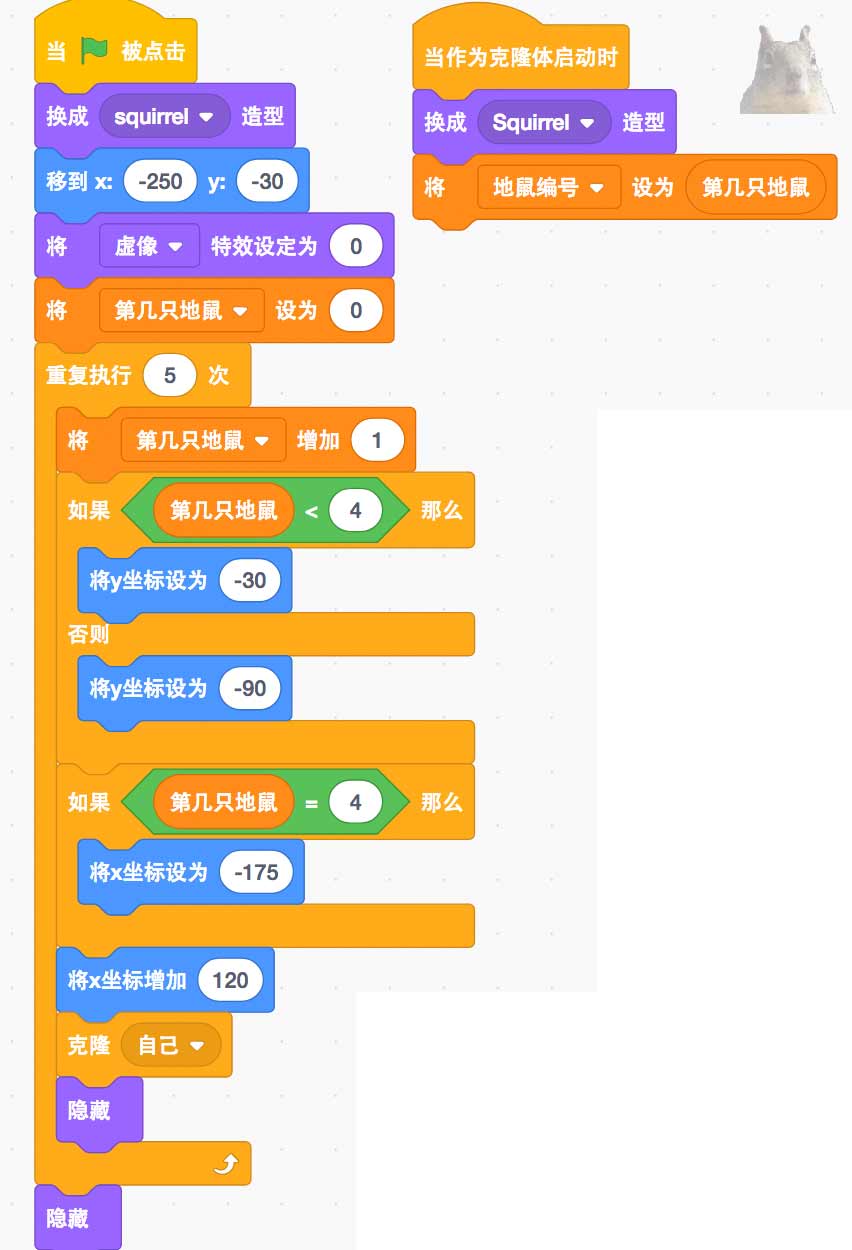 当 被点击
换成 squirrel 造型
移到 x: -250 y: -30
将 虚像 特效设定为 0
将 第几只地鼠 设为 0
重复执行 5 次
将 第几只地鼠 增加 1
如果 第几只地鼠 < 4 那么
将y坐标设为 -30
否则
将y坐标设为 -90
如果 第几只地鼠 = 4 那么
将x坐标设为 -175
将x坐标增加 120
克隆 自己
隐藏
隐藏
当作为克隆体启动时
换成 Squirrel 造型
将 地鼠编号 设为 第几只地鼠